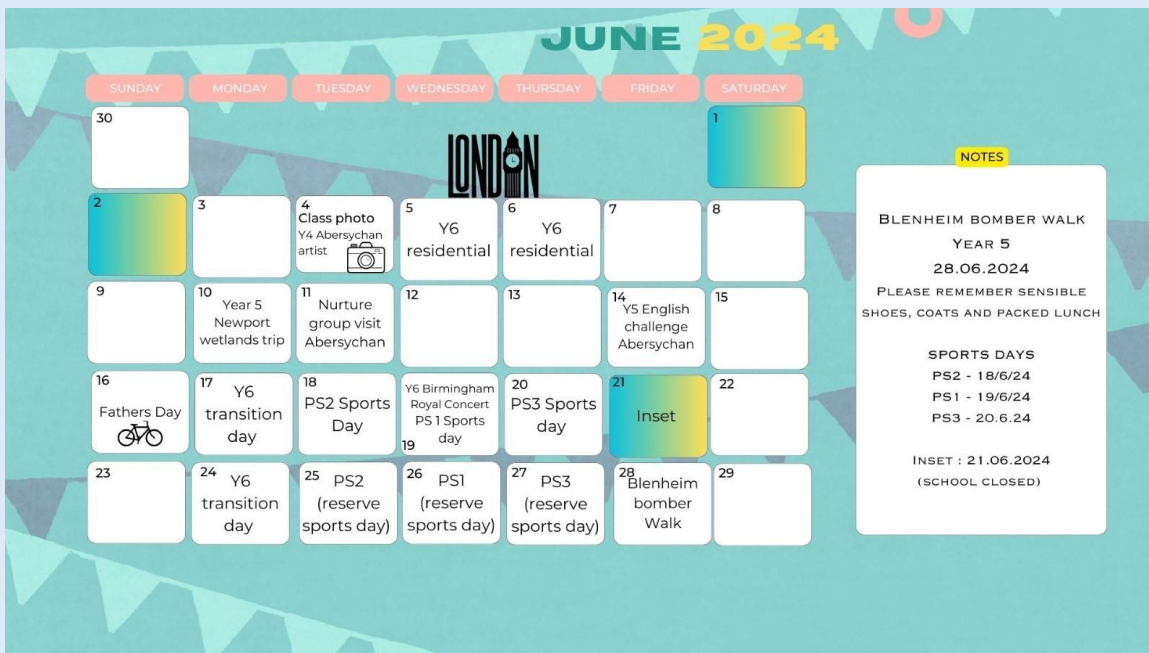 JUNE 2024
SUNDAY MONDAY TUESDAY WEDNESDAY THURSDAY FRIDAY SATURDAY
30
LONDON
1
2
3
4
Class photo
Y4 Abersychan
artist
5
Y6
residential
6
Y6
residential
7
8
9
10
Year 5
Newport
wetlands trip
11
Nurture
group visit
Abersychan
12
13
14
Y5 English
challenge
Abersychan
15
16
Fathers Day
17
Y6
transition
day
18
PS2 Sports
Day
Y6 Birmingham
Royal Concert
PS 1 Sports
day
19
20
PS3 Sports
day
21
Inset
22
23
24
Y6
transition
day
25
PS2
(reserve
sports day)
26
PS1
(reserve
sports day)
27
PS3
(reserve
sports day)
28
Blenheim
bomber
Walk
29
NOTES
BLENHEIM BOMBER WALK
YEAR 5
28.06.2024
PLEASE REMEMBER SENSIBLE
SHOES, COATS AND PACKED LUNCH
SPORTS DAYS
PS2 - 18/6/24
PS1 - 19/6/24
PS3 - 20.6.24
INSET : 21.06.2024
(SCHOOL CLOSED)